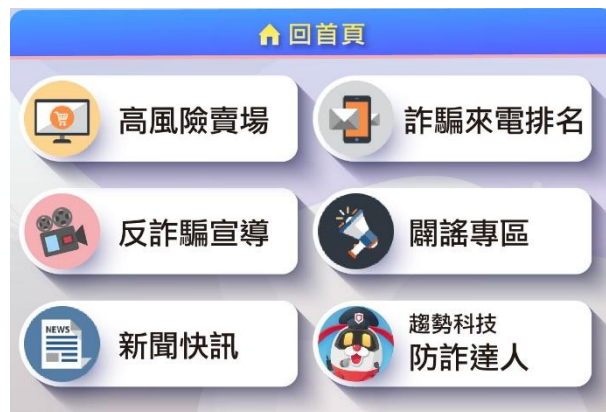 回首頁
高風險賣場
詐騙來電排名
反詐騙宣導
闢謠專區
NEWS
新聞快訊
趨勢科技
防詐達人